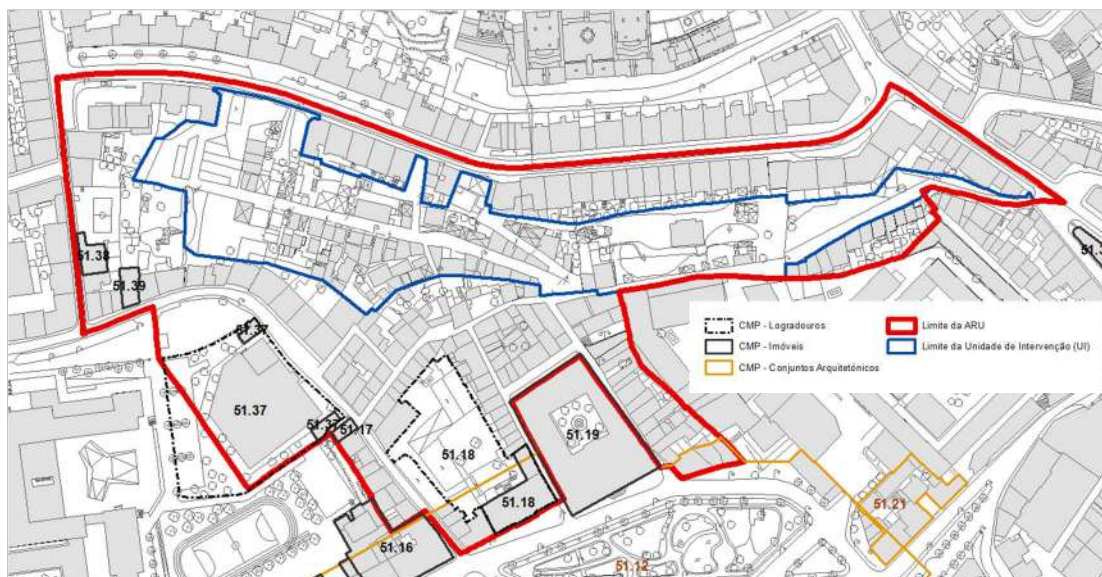 51.38
51.39
51.37
51.37
51.37
51.17
51.18
51.18
51.19
51.16
51.12
51.21
CMP - Logradouros
CMP - Imóveis
CMP - Conjuntos Arquitetónicos
Limite da ARU
Limite da Unidade de Intervenção (UI)